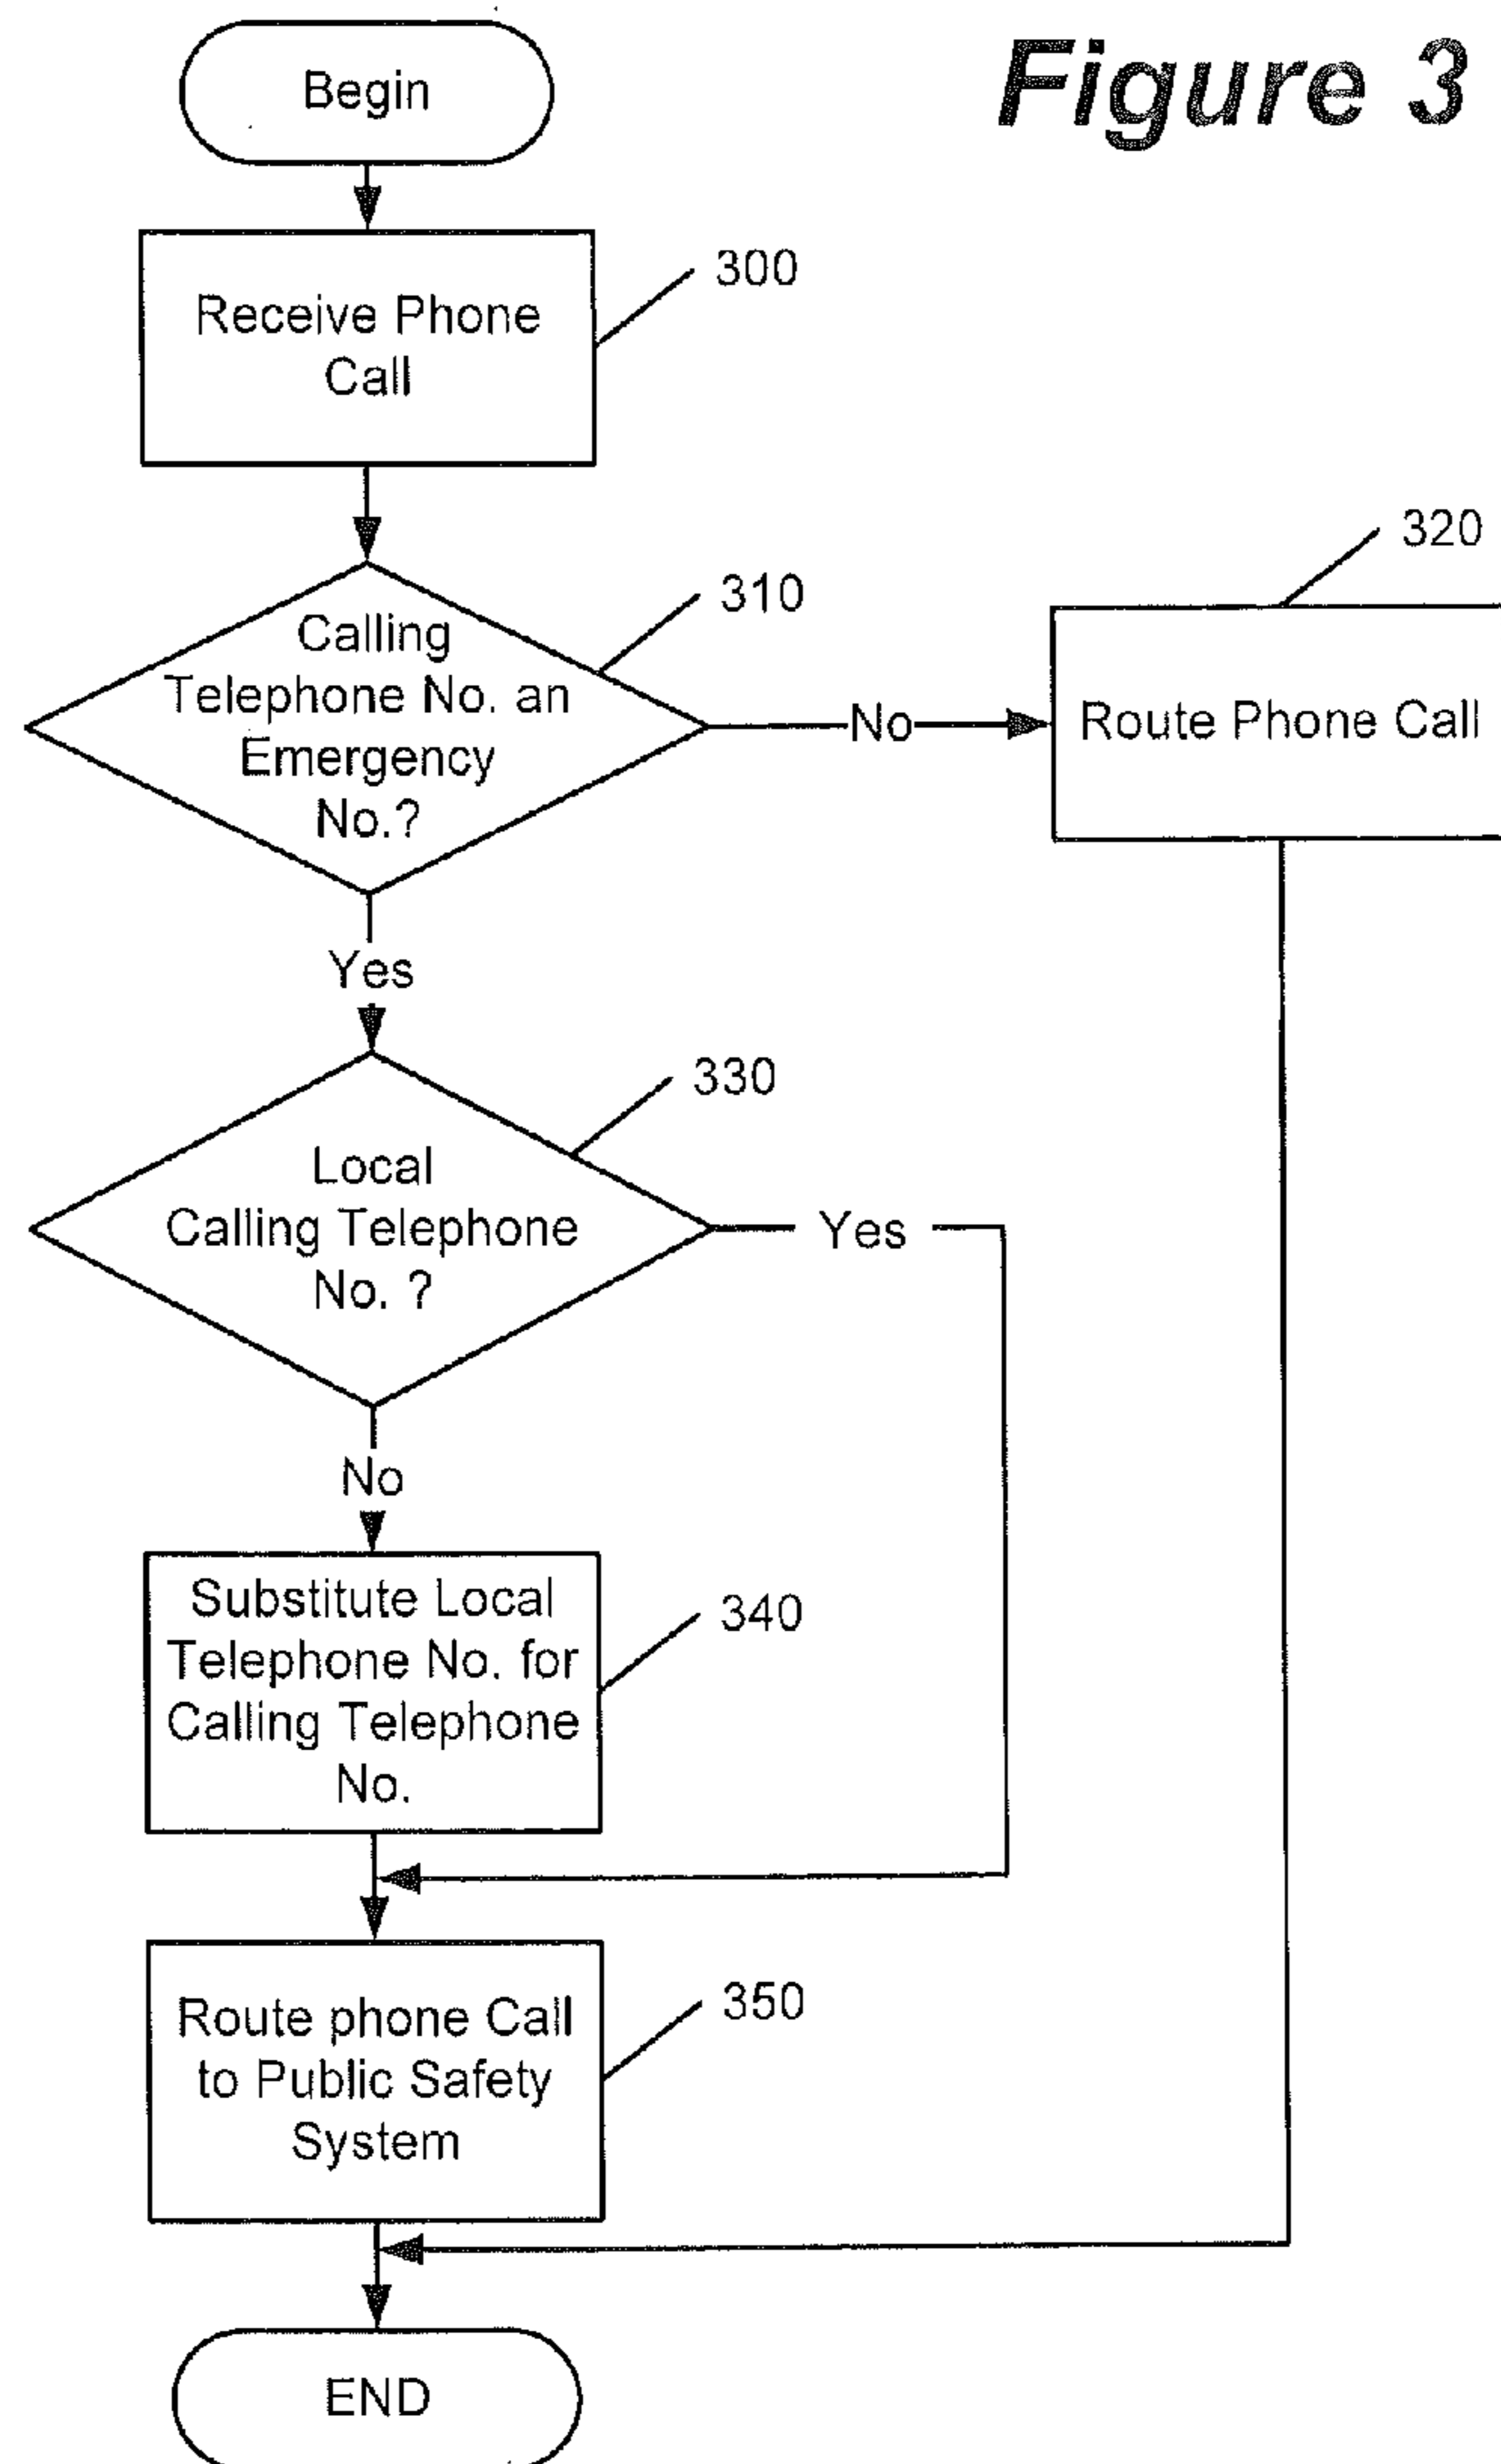 Figure 3
Begin
300
Receive Phone
Call
310
Calling
Telephone No. an
Emergency
No.?
No
320
Route Phone Call
Yes
330
Local
Calling Telephone
No. ?
Yes
No
340
Substitute Local
Telephone No. for
Calling Telephone
No.
350
Route phone Call
to Public Safety
System
END